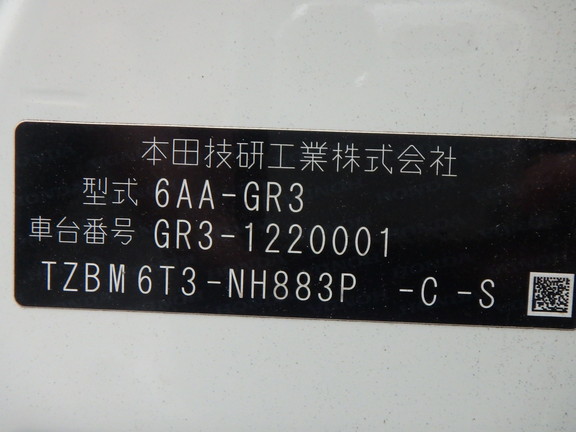 本田技研工業株式会社
型式 6AA-GR3
車台番号 GR3-1220001
TZBM6T3-NH883P -C -S